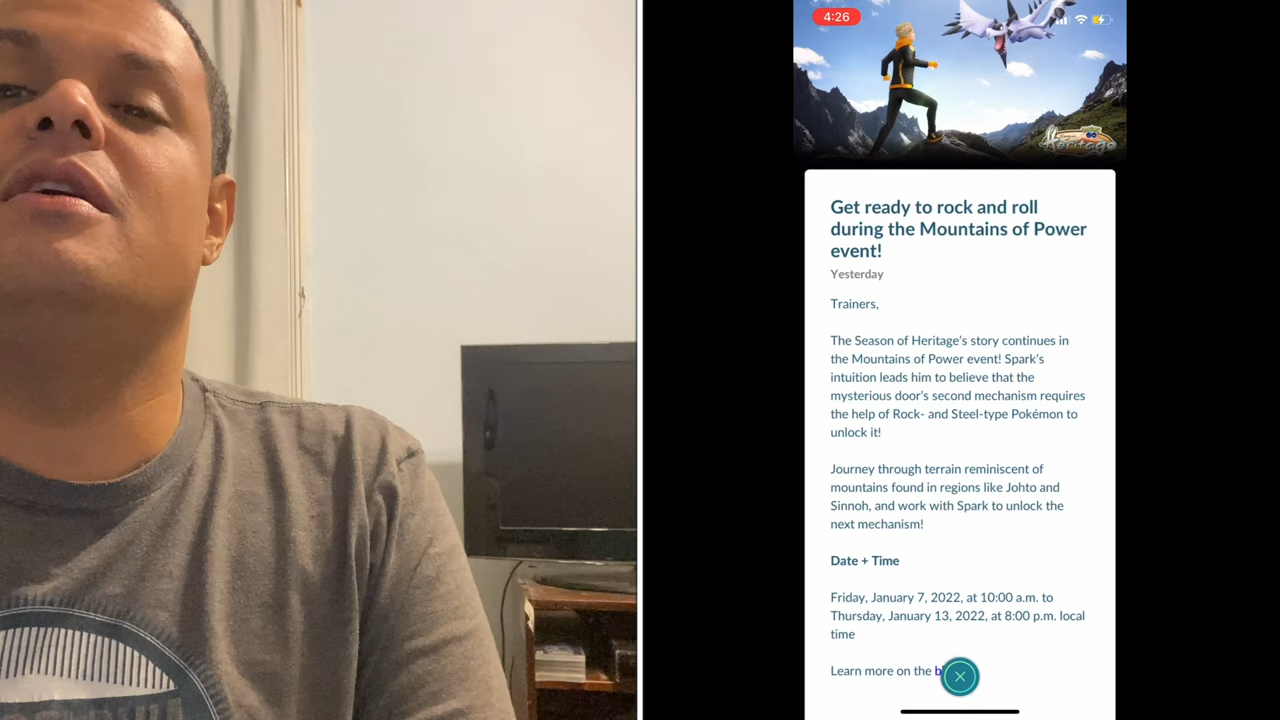 4:26
Heritage
Get ready to rock and roll
during the Mountains of Power
event!
Yesterday
Trainers,
The Season of Heritage's story continues in
the Mountains of Power event! Spark's
intuition leads him to believe that the
mysterious door's second mechanism requires
the help of Rock- and Steel-type Pokémon to
unlock it!
Journey through terrain reminiscent of
mountains found in regions like Johto and
Sinnoh, and work with Spark to unlock the
next mechanism!
Date + Time
Friday, January 7, 2022, at 10:00 a.m. to
Thursday, January 13, 2022, at 8:00 p.m. local
time
Learn more on the